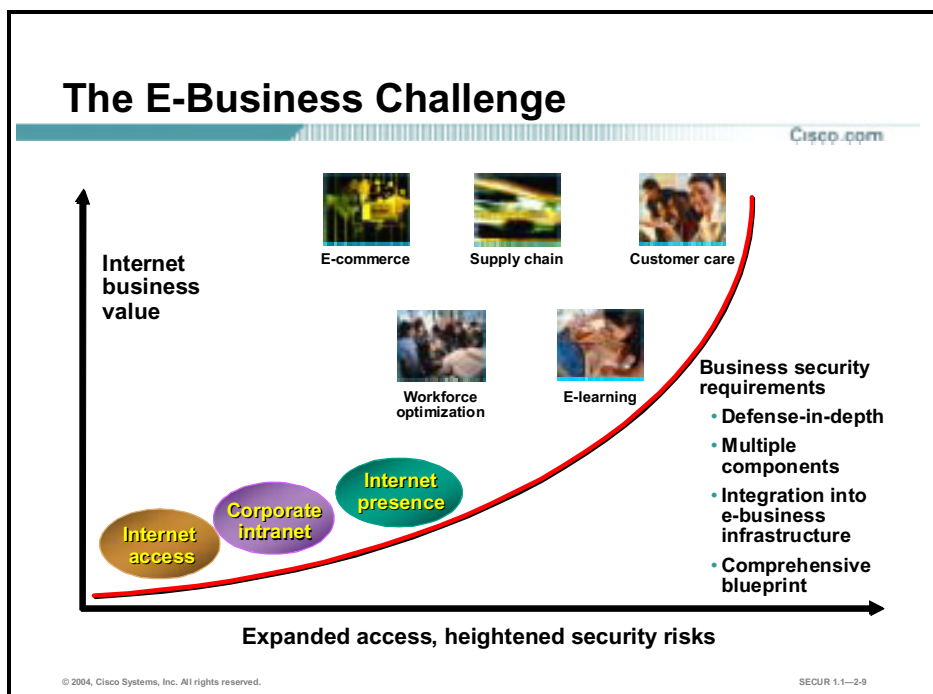 The E-Business Challenge
Cisco.com
Internet
business
value
E-commerce
Supply chain
Customer care
Workforce
optimization
E-learning
Internet
access
Corporate
intranet
Internet
presence
Business security
requirements
• Defense-in-depth
• Multiple
components
• Integration into
e-business
infrastructure
• Comprehensive
blueprint
Expanded access, heightened security risks
© 2004, Cisco Systems, Inc. All rights reserved.
SECUR 1.1—2-9